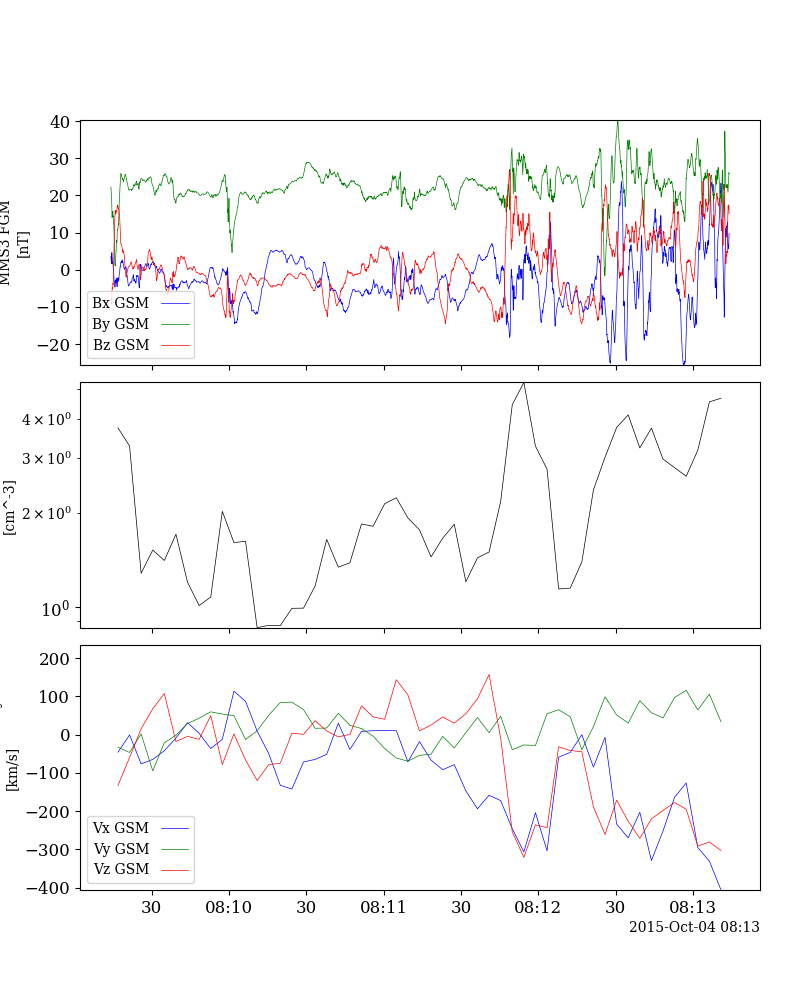 40
30
20
10
0
−10
−20
MMS3 FGM
[nT]
Bx GSM
By GSM
Bz GSM
4 × 10⁰
3 × 10⁰
2 × 10⁰
10⁰
[cm^-3]
200
100
0
−100
−200
−300
−400
[km/s]
Vx GSM
Vy GSM
Vz GSM
30 08:10 30 08:11 30 08:12 30 08:13
2015-Oct-04 08:13